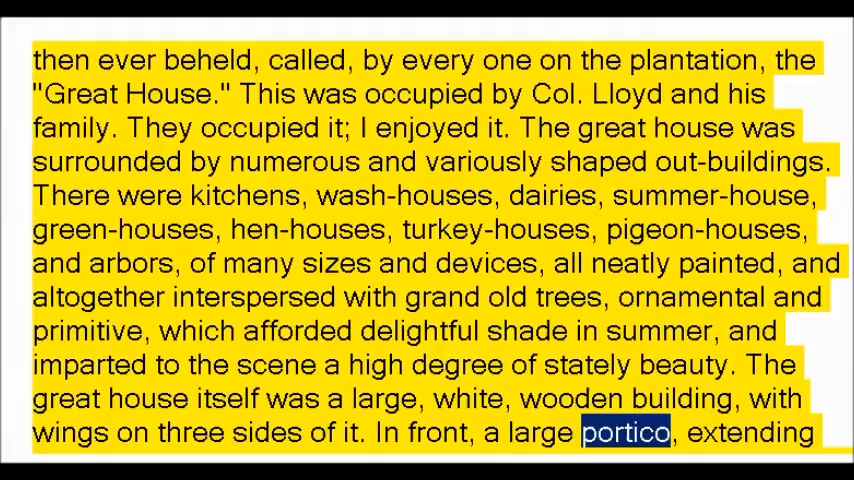 then ever beheld, called, by every one on the plantation, the
"Great House." This was occupied by Col. Lloyd and his
family. They occupied it; I enjoyed it. The great house was
surrounded by numerous and variously shaped out-buildings.
There were kitchens, wash-houses, dairies, summer-house,
green-houses, hen-houses, turkey-houses, pigeon-houses,
and arbors, of many sizes and devices, all neatly painted, and
altogether interspersed with grand old trees, ornamental and
primitive, which afforded delightful shade in summer, and
imparted to the scene a high degree of stately beauty. The
great house itself was a large, white, wooden building, with
wings on three sides of it. In front, a large portico, extending